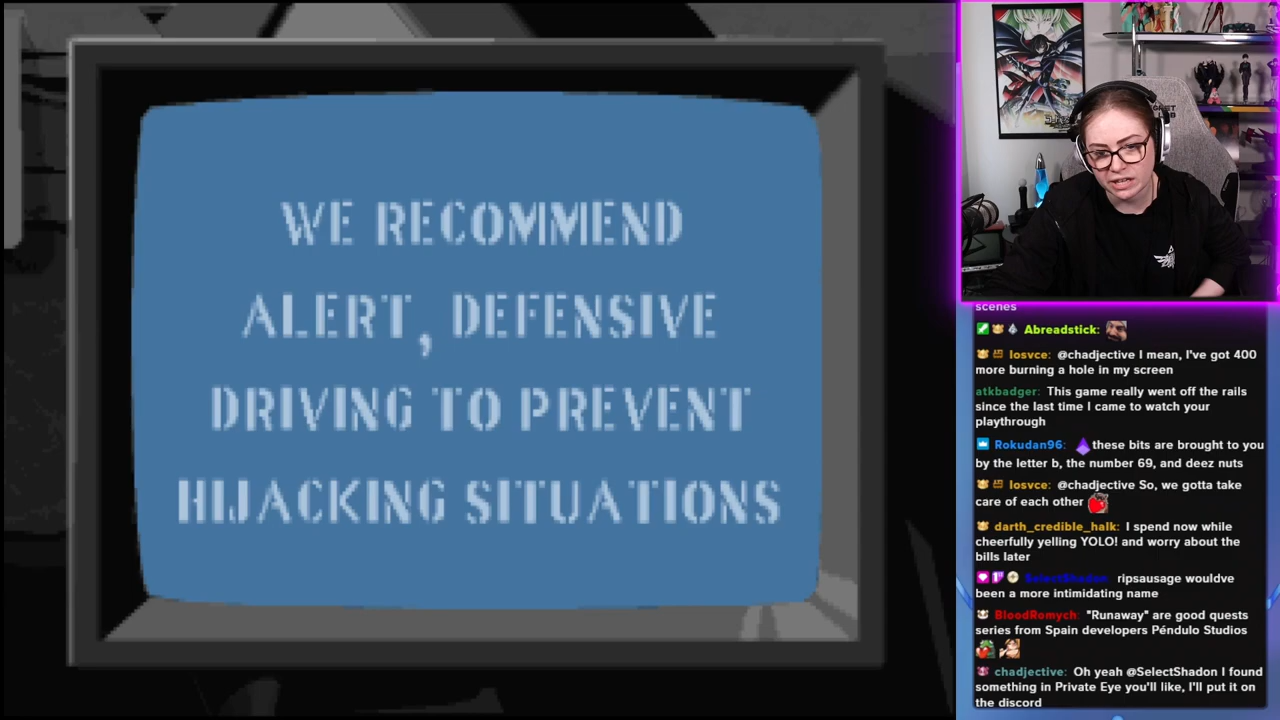 WE RECOMMEND
ALERT, DEFENSIVE
DRIVING TO PREVENT
HIJACKING SITUATIONS
scenes
Abreadstick:
losvce: @chadjective I mean, I've got 400
more burning a hole in my screen
atkbadger: This game really went off the rails
since the last time I came to watch your
playthrough
Rokudan96: these bits are brought to you
by the letter b, the number 69, and deez nuts
losvce: @chadjective So, we gotta take
care of each other
darth_credible_halk: I spend now while
cheerfully yelling YOLO! and worry about the
bills later
SelectShadon ripsausage wouldve
been a more intimidating name
BloodRomych: "Runaway" are good quests
series from Spain developers Péndulo Studios
chadjective: Oh yeah @SelectShadon I found
something in Private Eye you'll like, I'll put it on
the discord